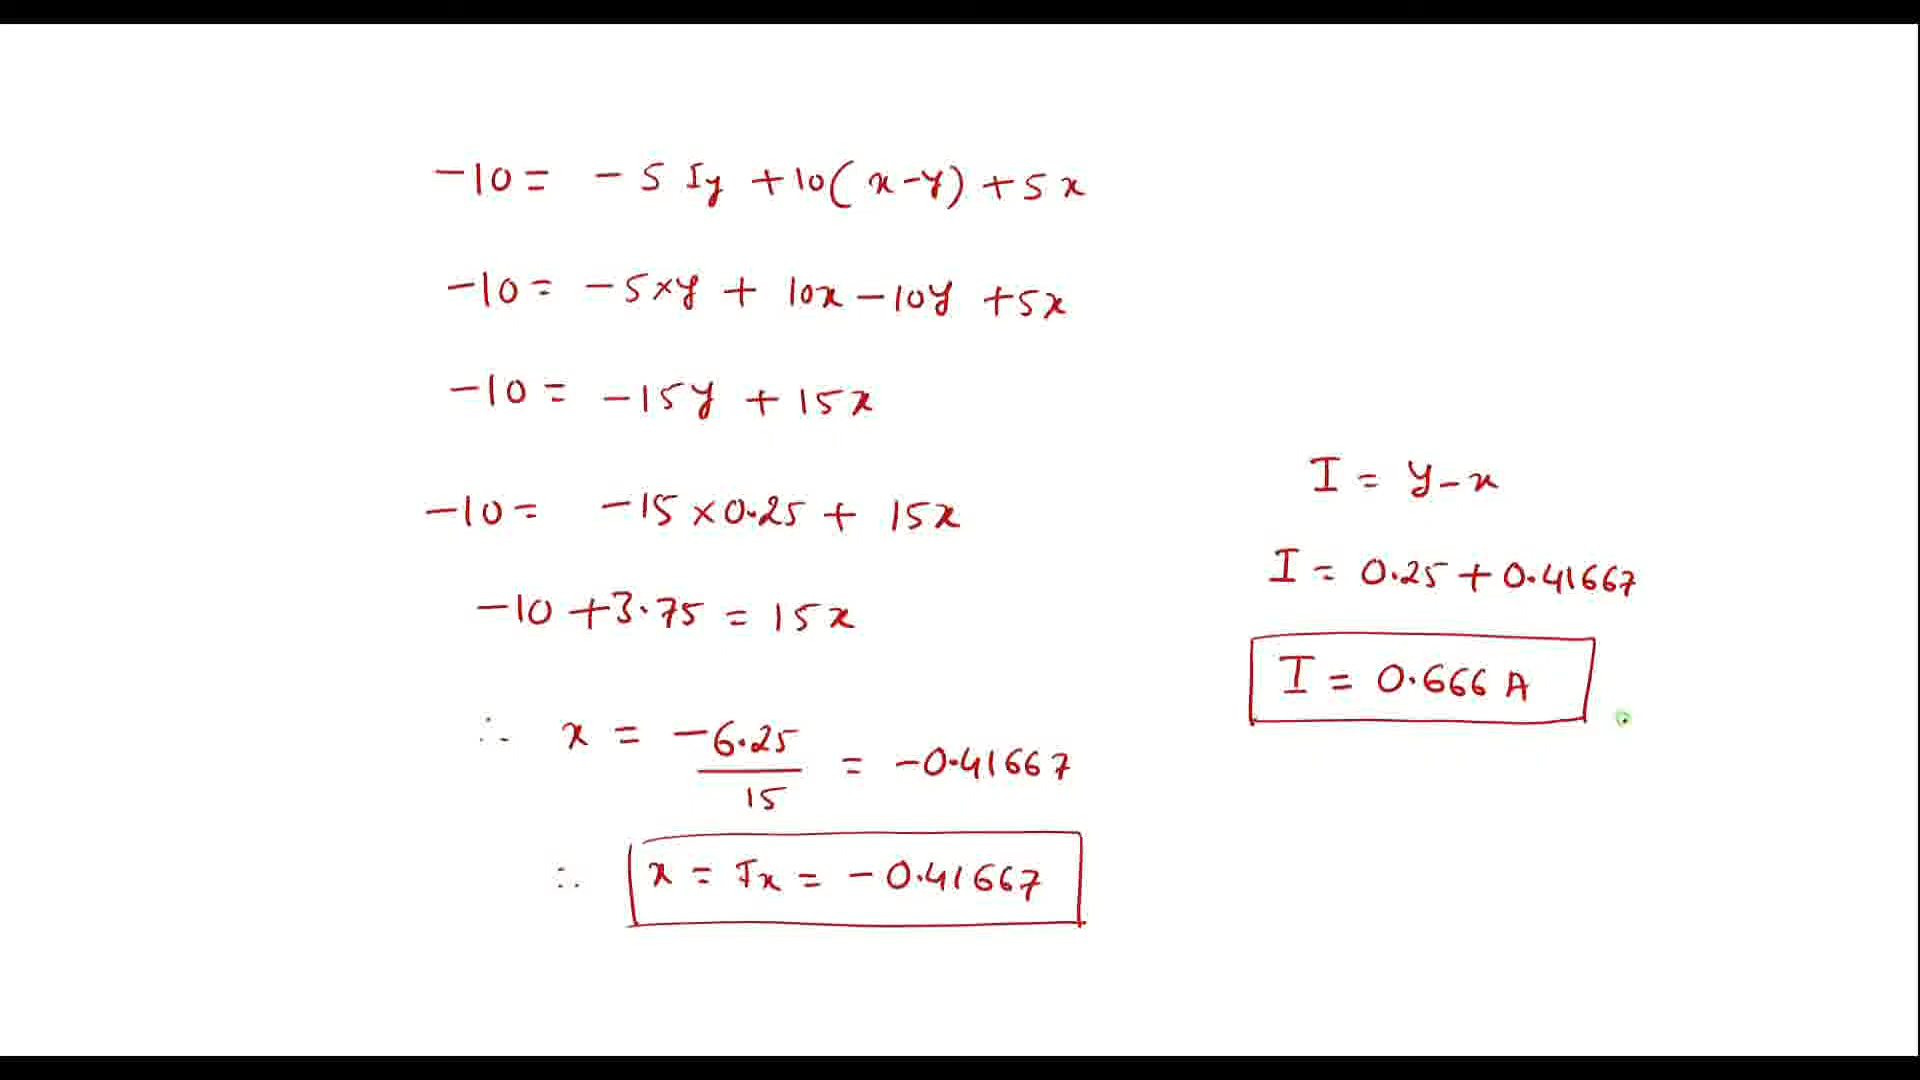 -10 = - 5 Iy + 10( x - y) + 5 x
-10 = - 5xy + 10x - 10y + 5x
-10 = - 15y + 15x
-10 = - 15 × 0.25 + 15x
-10 + 3.75 = 15x
∴ x = -6.25 / 15 = -0.41667
∴ x = Ix = - 0.41667
I = y - x
I = 0.25 + 0.41667
I = 0.666 A